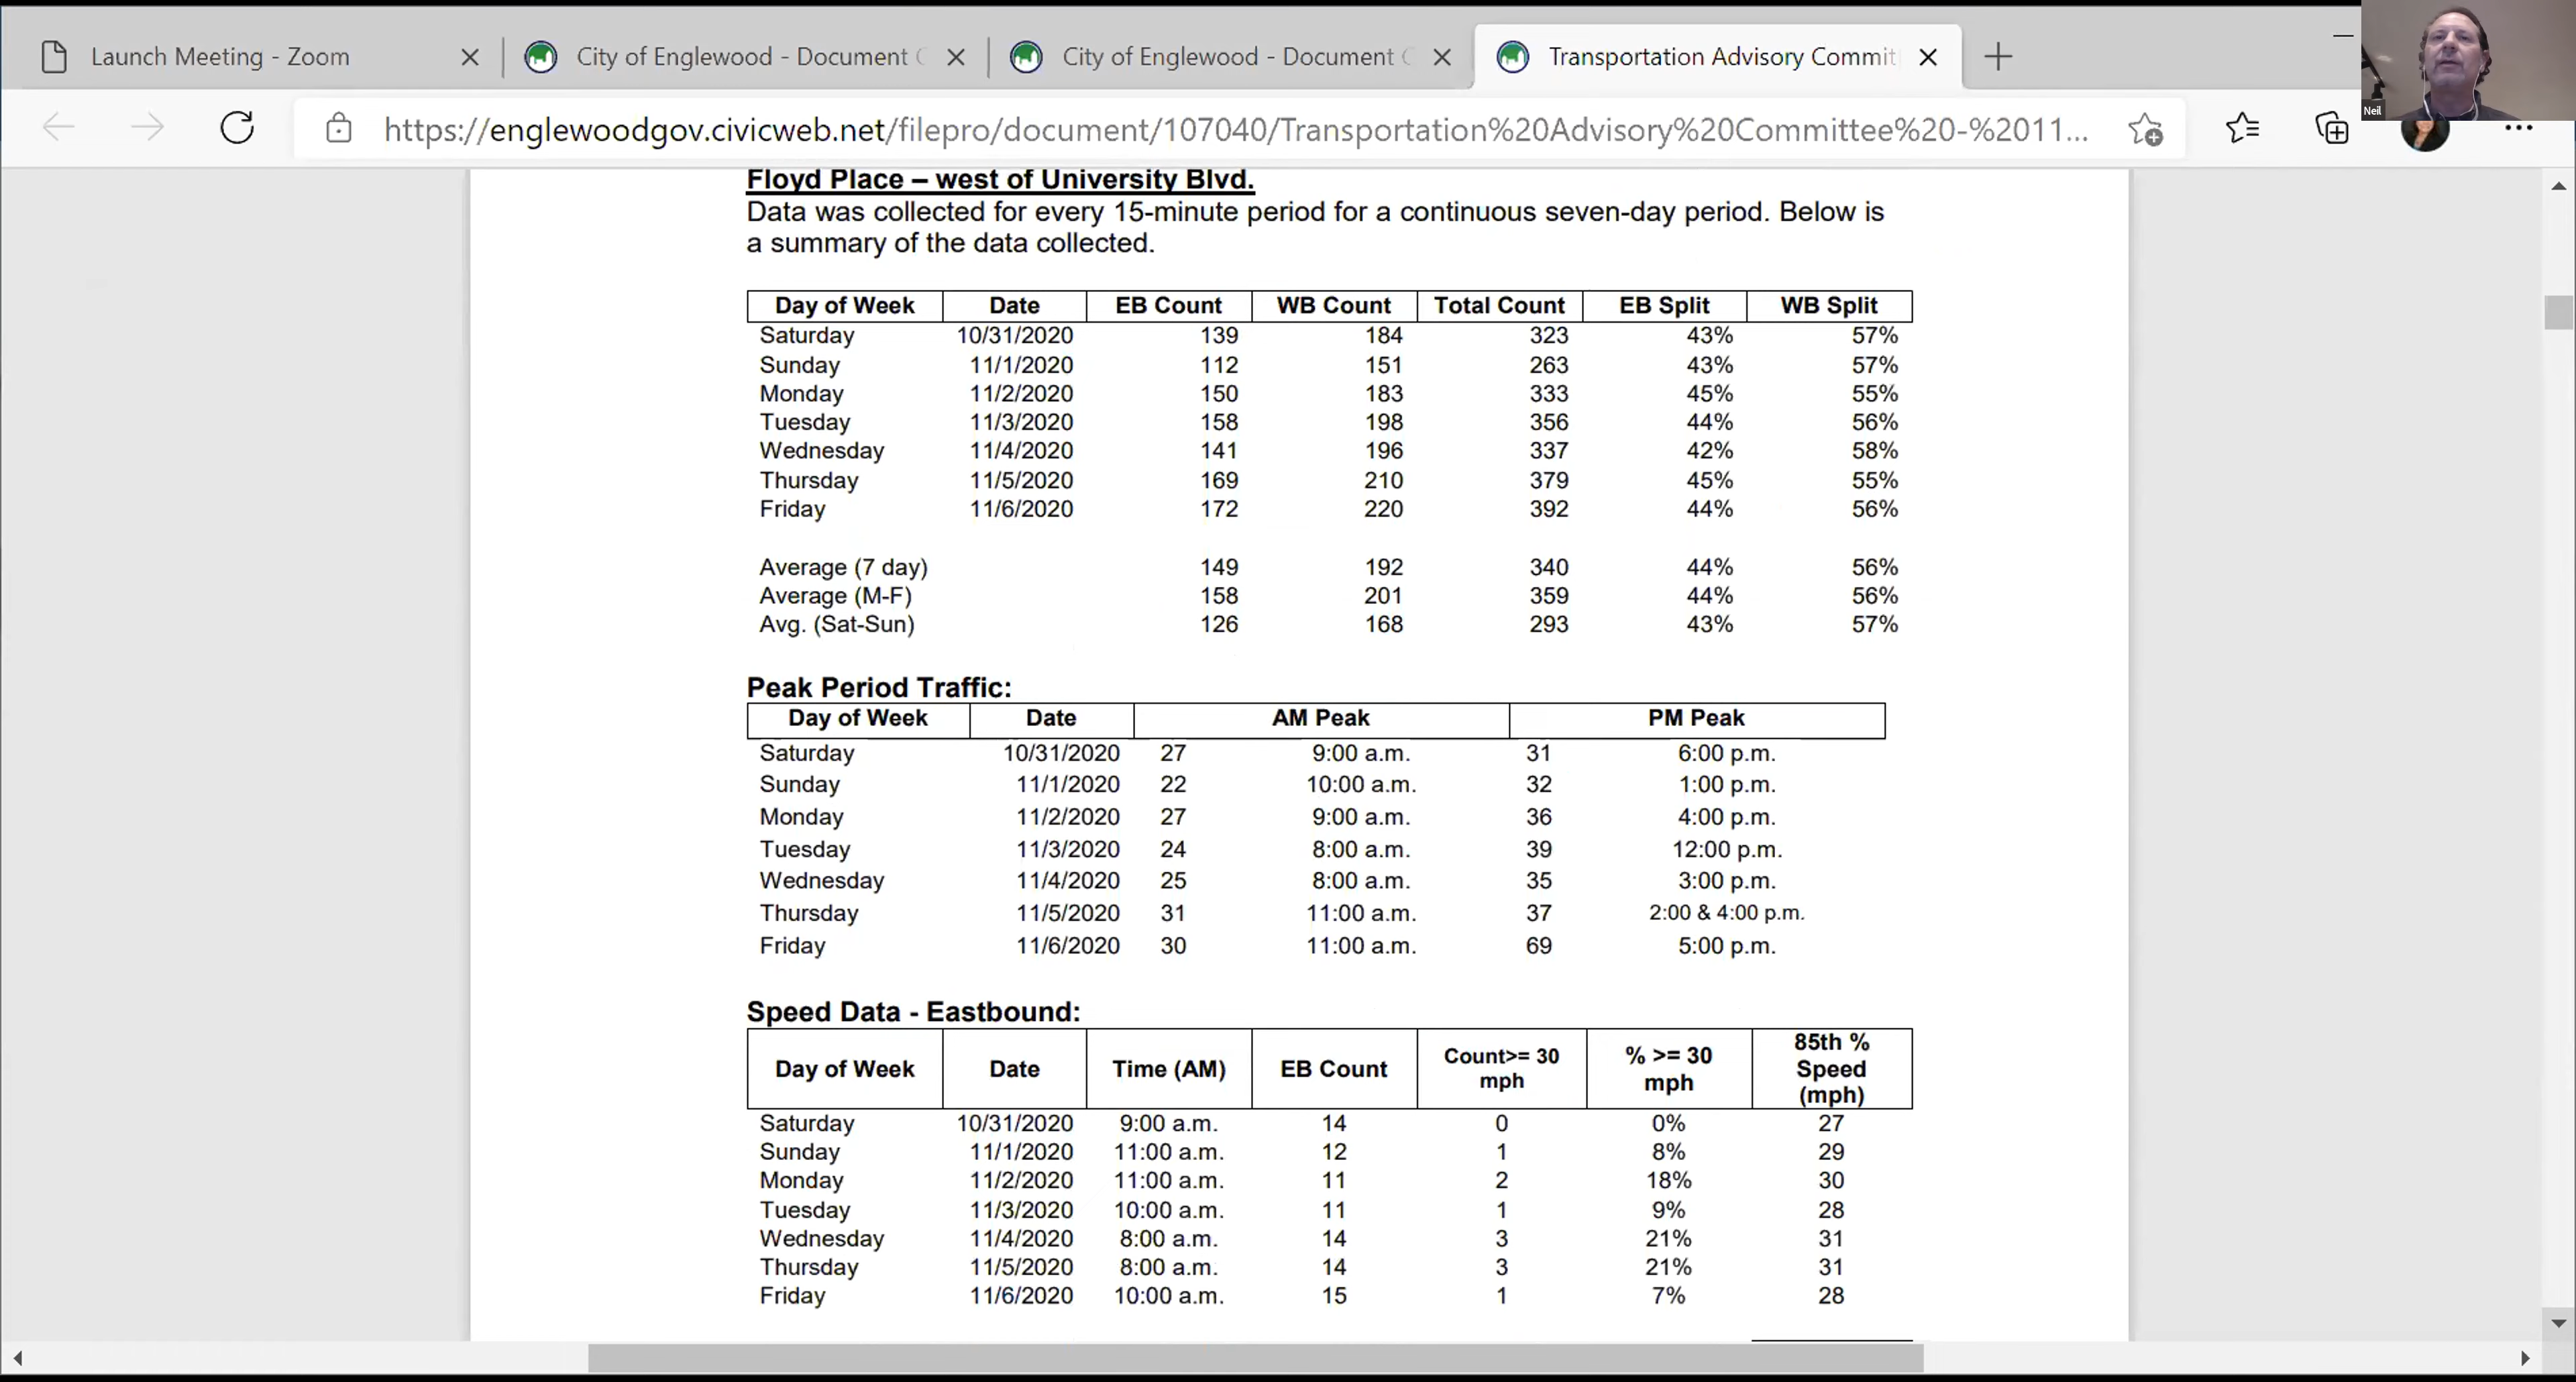 Launch Meeting - Zoom
City of Englewood - Document
City of Englewood - Document
Transportation Advisory Commit
Neil
https://englewoodgov.civicweb.net/filepro/document/107040/Transportation%20Advisory%20Committee%20-%2011...
Floyd Place – west of University Blvd.
Data was collected for every 15-minute period for a continuous seven-day period. Below is
a summary of the data collected.
Day of Week Date EB Count WB Count Total Count EB Split WB Split
Saturday 10/31/2020 139 184 323 43% 57%
Sunday 11/1/2020 112 151 263 43% 57%
Monday 11/2/2020 150 183 333 45% 55%
Tuesday 11/3/2020 158 198 356 44% 56%
Wednesday 11/4/2020 141 196 337 42% 58%
Thursday 11/5/2020 169 210 379 45% 55%
Friday 11/6/2020 172 220 392 44% 56%
Average (7 day) 149 192 340 44% 56%
Average (M-F) 158 201 359 44% 56%
Avg. (Sat-Sun) 126 168 293 43% 57%
Peak Period Traffic:
Day of Week Date AM Peak PM Peak
Saturday 10/31/2020 27 9:00 a.m. 31 6:00 p.m.
Sunday 11/1/2020 22 10:00 a.m. 32 1:00 p.m.
Monday 11/2/2020 27 9:00 a.m. 36 4:00 p.m.
Tuesday 11/3/2020 24 8:00 a.m. 39 12:00 p.m.
Wednesday 11/4/2020 25 8:00 a.m. 35 3:00 p.m.
Thursday 11/5/2020 31 11:00 a.m. 37 2:00 & 4:00 p.m.
Friday 11/6/2020 30 11:00 a.m. 69 5:00 p.m.
Speed Data - Eastbound:
Day of Week Date Time (AM) EB Count Count>= 30 mph % >= 30 mph 85th % Speed (mph)
Saturday 10/31/2020 9:00 a.m. 14 0 0% 27
Sunday 11/1/2020 11:00 a.m. 12 1 8% 29
Monday 11/2/2020 11:00 a.m. 11 2 18% 30
Tuesday 11/3/2020 10:00 a.m. 11 1 9% 28
Wednesday 11/4/2020 8:00 a.m. 14 3 21% 31
Thursday 11/5/2020 8:00 a.m. 14 3 21% 31
Friday 11/6/2020 10:00 a.m. 15 1 7% 28